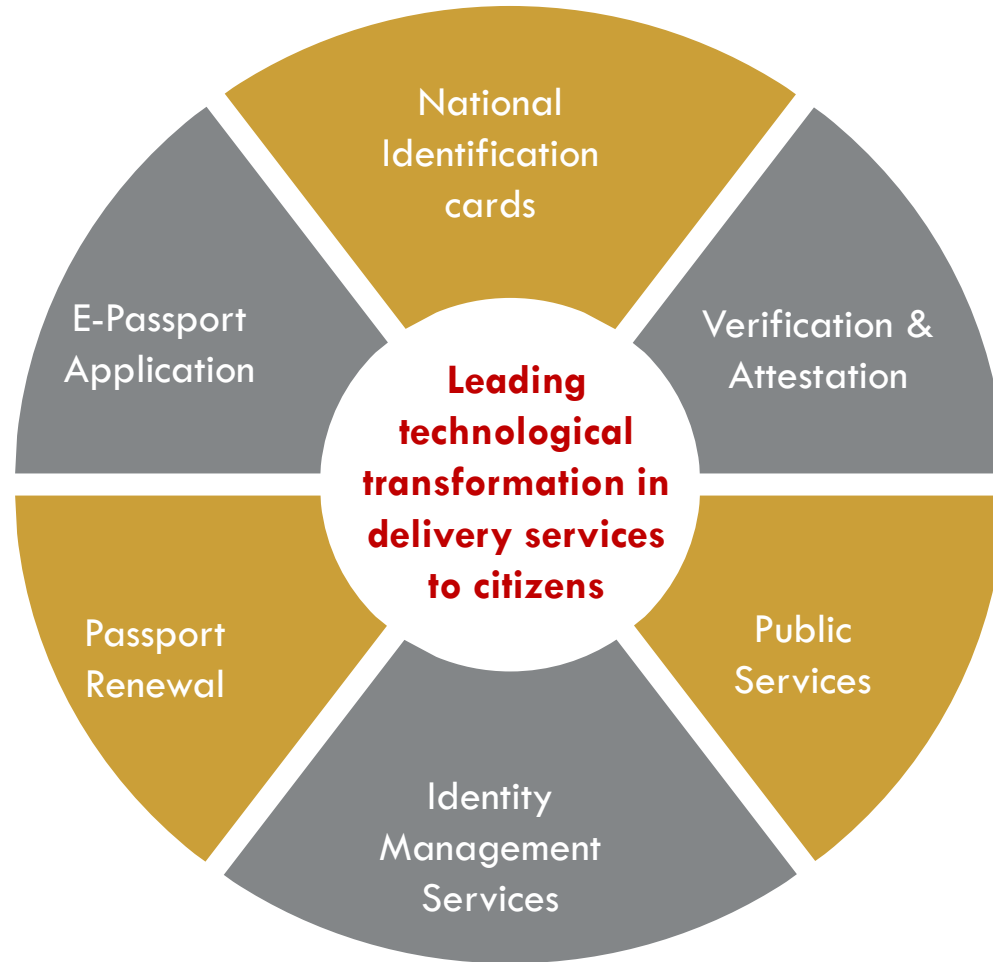 National
Identification
cards
Verification &
Attestation
Public
Services
Identity
Management
Services
Passport
Renewal
E-Passport
Application
Leading
technological
transformation in
delivery services
to citizens